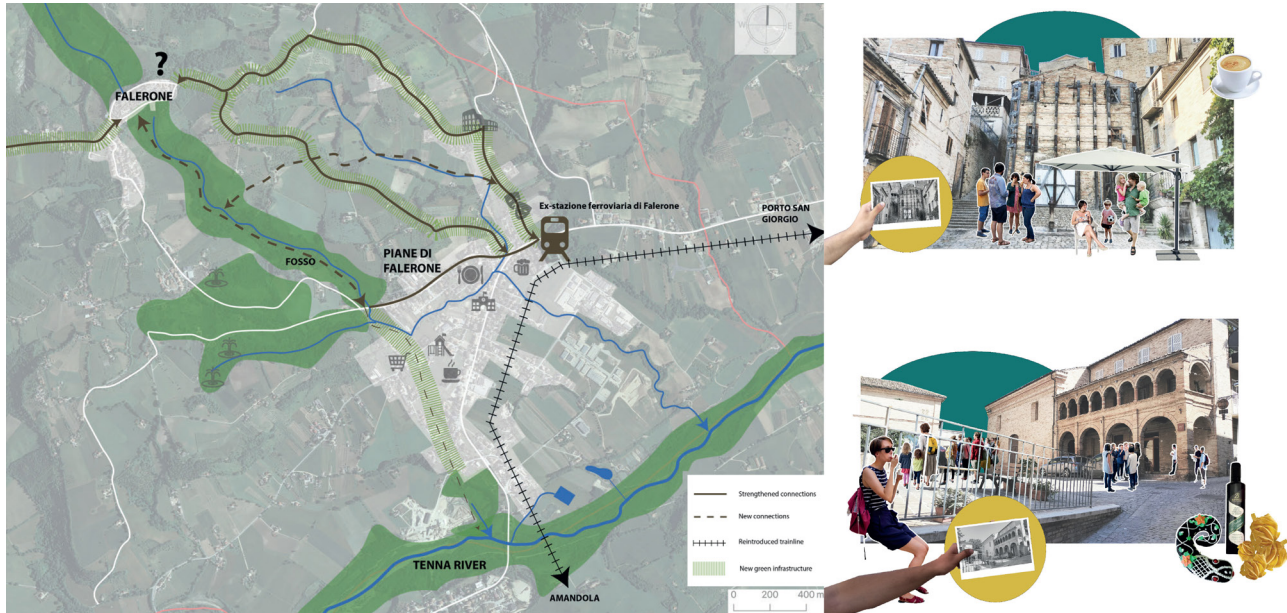 ?
FALERONE
Ex-stazione ferroviaria di Falerone
PORTO SAN
GIORGIO
PIANE DI
FALERONE
FOSSO
TENNA RIVER
AMANDOLA
Strengthened connections
New connections
Reintroduced trainline
New green infrastructure
0 200 400 m